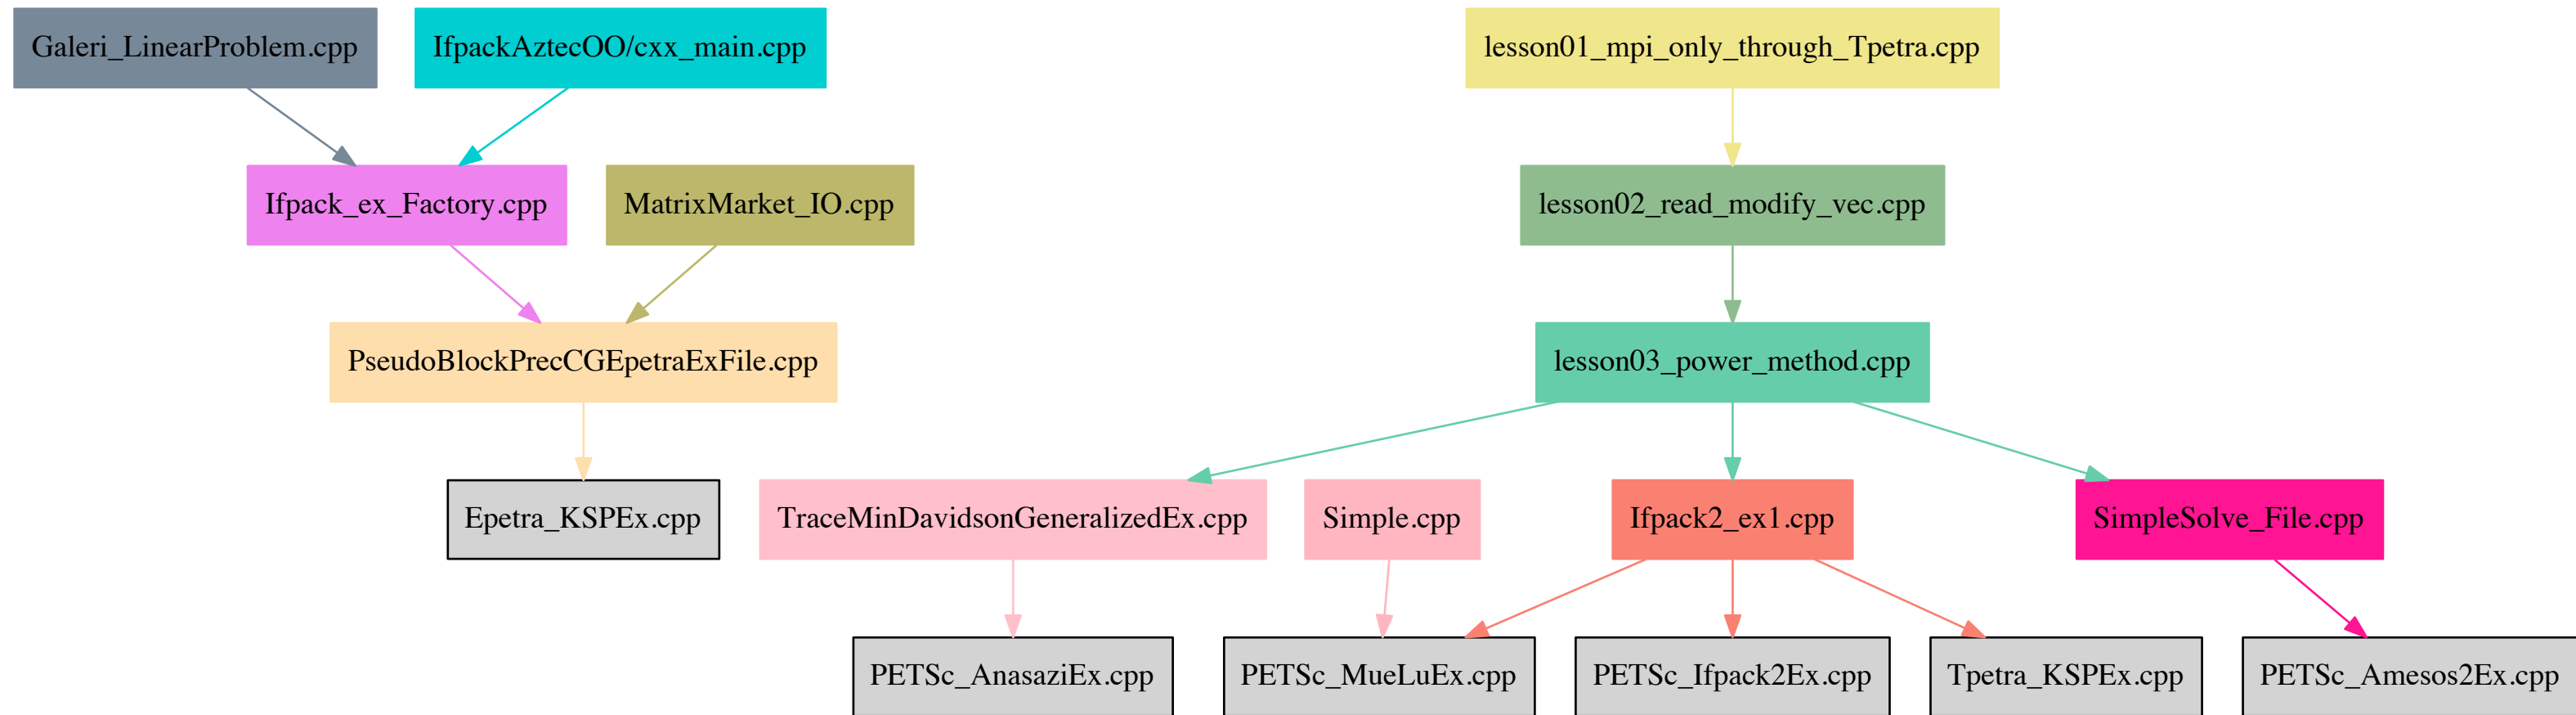 Galeri_LinearProblem.cpp
IfpackAztecOO/cxx_main.cpp
lesson01_mpi_only_through_Tpetra.cpp
Ifpack_ex_Factory.cpp
MatrixMarket_IO.cpp
lesson02_read_modify_vec.cpp
PseudoBlockPrecCGEpetraExFile.cpp
lesson03_power_method.cpp
Epetra_KSPEx.cpp
TraceMinDavidsonGeneralizedEx.cpp
Simple.cpp
Ifpack2_ex1.cpp
SimpleSolve_File.cpp
PETSc_AnasaziEx.cpp
PETSc_MueLuEx.cpp
PETSc_Ifpack2Ex.cpp
Tpetra_KSPEx.cpp
PETSc_Amesos2Ex.cpp